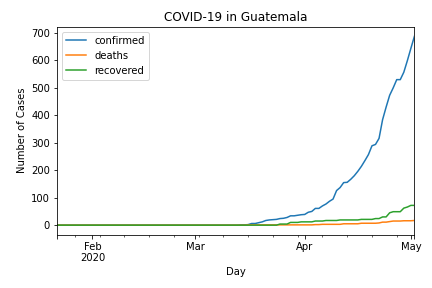 COVID-19 in Guatemala
confirmed
deaths
recovered
Number of Cases
700
600
500
400
300
200
100
0
Feb
2020
Mar
Apr
May
Day